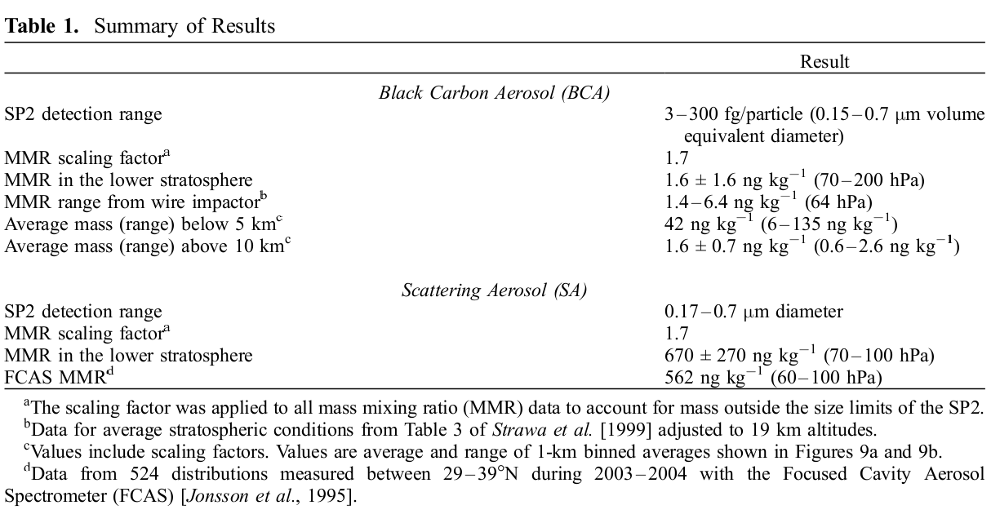 Table 1. Summary of Results
Result
Black Carbon Aerosol (BCA)
SP2 detection range 3–300 fg/particle (0.15–0.7 μm volume
equivalent diameter)
MMR scaling factorᵃ 1.7
MMR in the lower stratosphere 1.6 ± 1.6 ng kg⁻¹ (70–200 hPa)
MMR range from wire impactorᵇ 1.4–6.4 ng kg⁻¹ (64 hPa)
Average mass (range) below 5 kmᶜ 42 ng kg⁻¹ (6–135 ng kg⁻¹)
Average mass (range) above 10 kmᶜ 1.6 ± 0.7 ng kg⁻¹ (0.6–2.6 ng kg⁻¹)
Scattering Aerosol (SA)
SP2 detection range 0.17–0.7 μm diameter
MMR scaling factorᵃ 1.7
MMR in the lower stratosphere 670 ± 270 ng kg⁻¹ (70–100 hPa)
FCAS MMRᵈ 562 ng kg⁻¹ (60–100 hPa)
ᵃThe scaling factor was applied to all mass mixing ratio (MMR) data to account for mass outside the size limits of the SP2.
ᵇData for average stratospheric conditions from Table 3 of Strawa et al. [1999] adjusted to 19 km altitudes.
ᶜValues include scaling factors. Values are average and range of 1-km binned averages shown in Figures 9a and 9b.
ᵈData from 524 distributions measured between 29–39°N during 2003–2004 with the Focused Cavity Aerosol
Spectrometer (FCAS) [Jonsson et al., 1995].